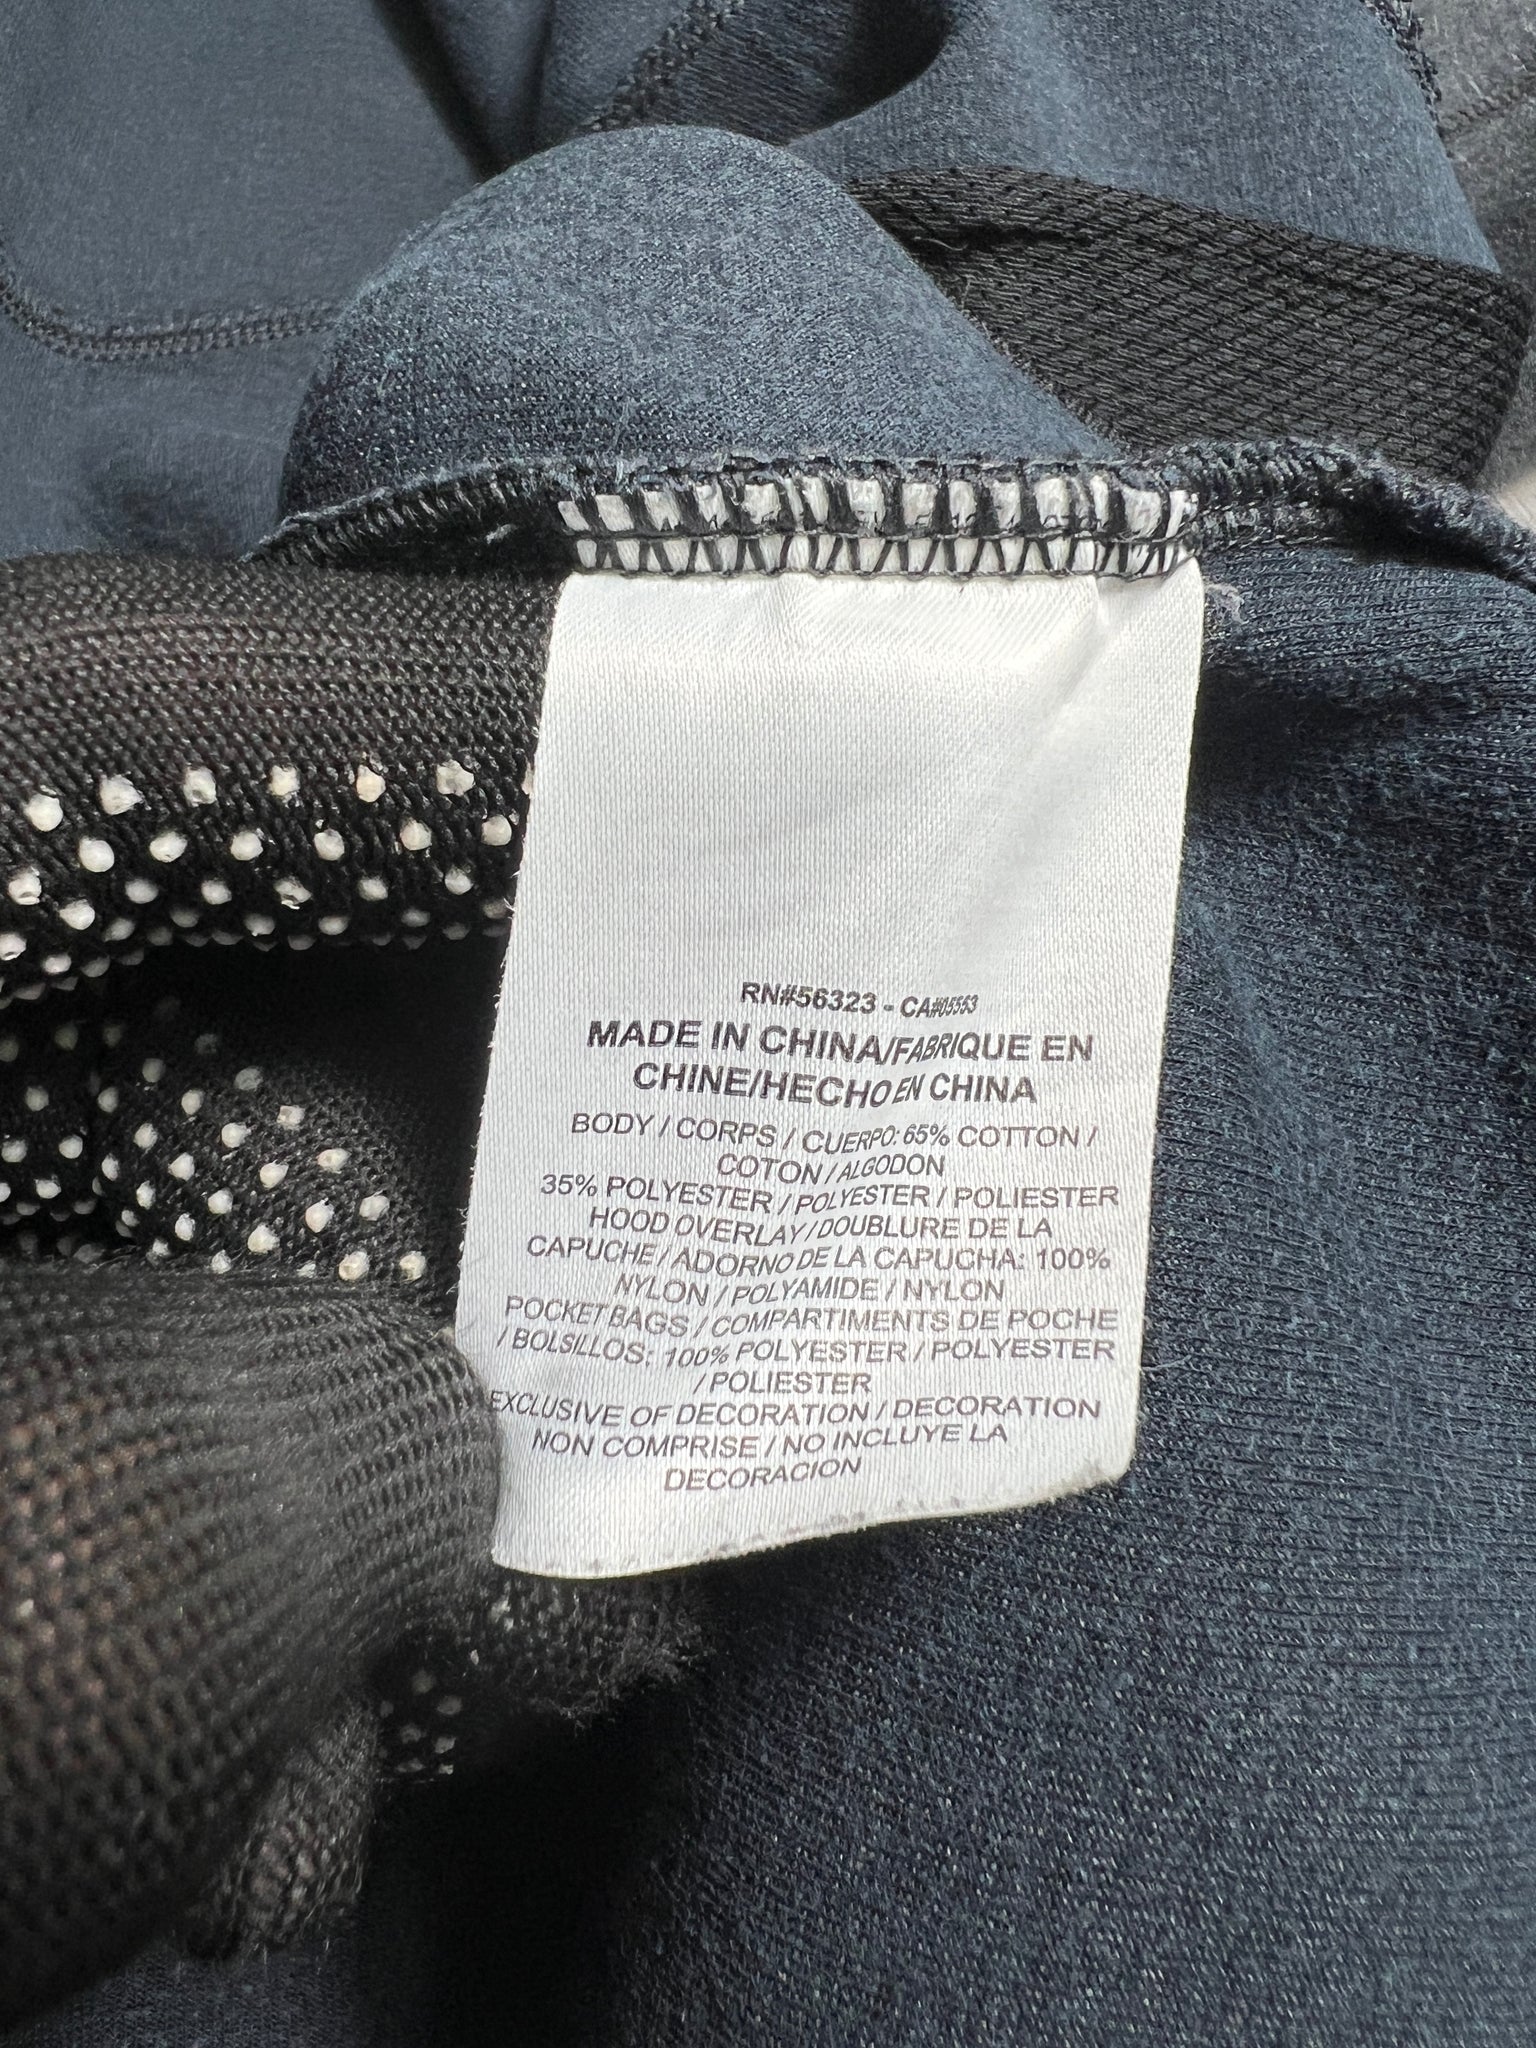 RN#56323 - CA#05553
MADE IN CHINA/FABRIQUE EN
CHINE/HECHO EN CHINA
BODY / CORPS / CUERPO: 65% COTTON /
COTON / ALGODON
35% POLYESTER / POLYESTER / POLIESTER
HOOD OVERLAY / DOUBLURE DE LA
CAPUCHE / ADORNO DE LA CAPUCHA: 100%
NYLON / POLYAMIDE / NYLON
POCKET BAGS / COMPARTIMENTS DE POCHE
/ BOLSILLOS: 100% POLYESTER / POLYESTER
/ POLIESTER
EXCLUSIVE OF DECORATION / DECORATION
NON COMPRISE / NO INCLUYE LA
DECORACION